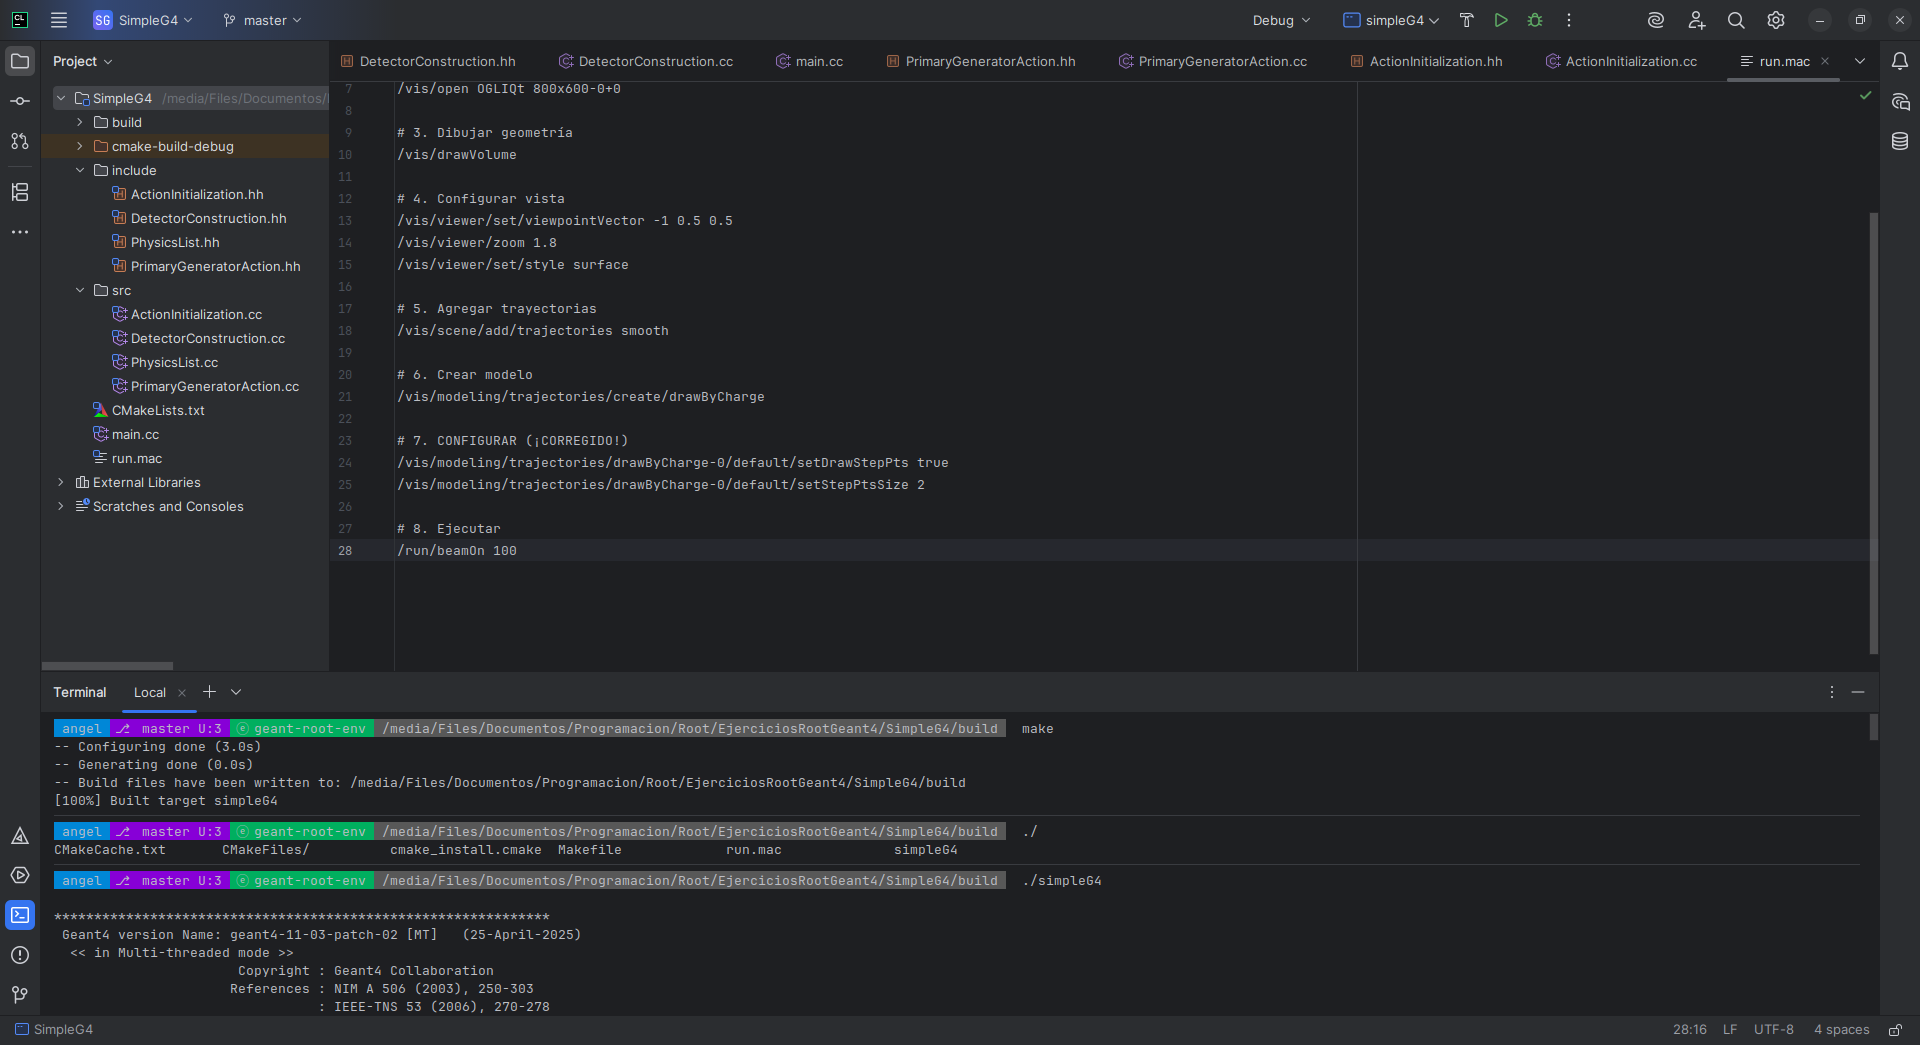 SG SimpleG4 master Debug simpleG4
Project
DetectorConstruction.hh DetectorConstruction.cc main.cc PrimaryGeneratorAction.hh PrimaryGeneratorAction.cc ActionInitialization.hh ActionInitialization.cc run.mac
SimpleG4 /media/Files/Documentos/
build
cmake-build-debug
include
ActionInitialization.hh
DetectorConstruction.hh
PhysicsList.hh
PrimaryGeneratorAction.hh
src
ActionInitialization.cc
DetectorConstruction.cc
PhysicsList.cc
PrimaryGeneratorAction.cc
CMakeLists.txt
main.cc
run.mac
External Libraries
Scratches and Consoles
7 /vis/open OGLIQt 800x600-0+0
8
9 # 3. Dibujar geometría
10 /vis/drawVolume
11
12 # 4. Configurar vista
13 /vis/viewer/set/viewpointVector -1 0.5 0.5
14 /vis/viewer/zoom 1.8
15 /vis/viewer/set/style surface
16
17 # 5. Agregar trayectorias
18 /vis/scene/add/trajectories smooth
19
20 # 6. Crear modelo
21 /vis/modeling/trajectories/create/drawByCharge
22
23 # 7. CONFIGURAR (¡CORREGIDO!)
24 /vis/modeling/trajectories/drawByCharge-0/default/setDrawStepPts true
25 /vis/modeling/trajectories/drawByCharge-0/default/setStepPtsSize 2
26
27 # 8. Ejecutar
28 /run/beamOn 100
Terminal Local
angel master U:3 ⓔ geant-root-env /media/Files/Documentos/Programacion/Root/EjerciciosRootGeant4/SimpleG4/build make
-- Configuring done (3.0s)
-- Generating done (0.0s)
-- Build files have been written to: /media/Files/Documentos/Programacion/Root/EjerciciosRootGeant4/SimpleG4/build
[100%] Built target simpleG4
angel master U:3 ⓔ geant-root-env /media/Files/Documentos/Programacion/Root/EjerciciosRootGeant4/SimpleG4/build ./
CMakeCache.txt CMakeFiles/ cmake_install.cmake Makefile run.mac simpleG4
angel master U:3 ⓔ geant-root-env /media/Files/Documentos/Programacion/Root/EjerciciosRootGeant4/SimpleG4/build ./simpleG4
**************************************************************
Geant4 version Name: geant4-11-03-patch-02 [MT] (25-April-2025)
<< in Multi-threaded mode >>
Copyright : Geant4 Collaboration
References : NIM A 506 (2003), 250-303
: IEEE-TNS 53 (2006), 270-278
SimpleG4 28:16 LF UTF-8 4 spaces